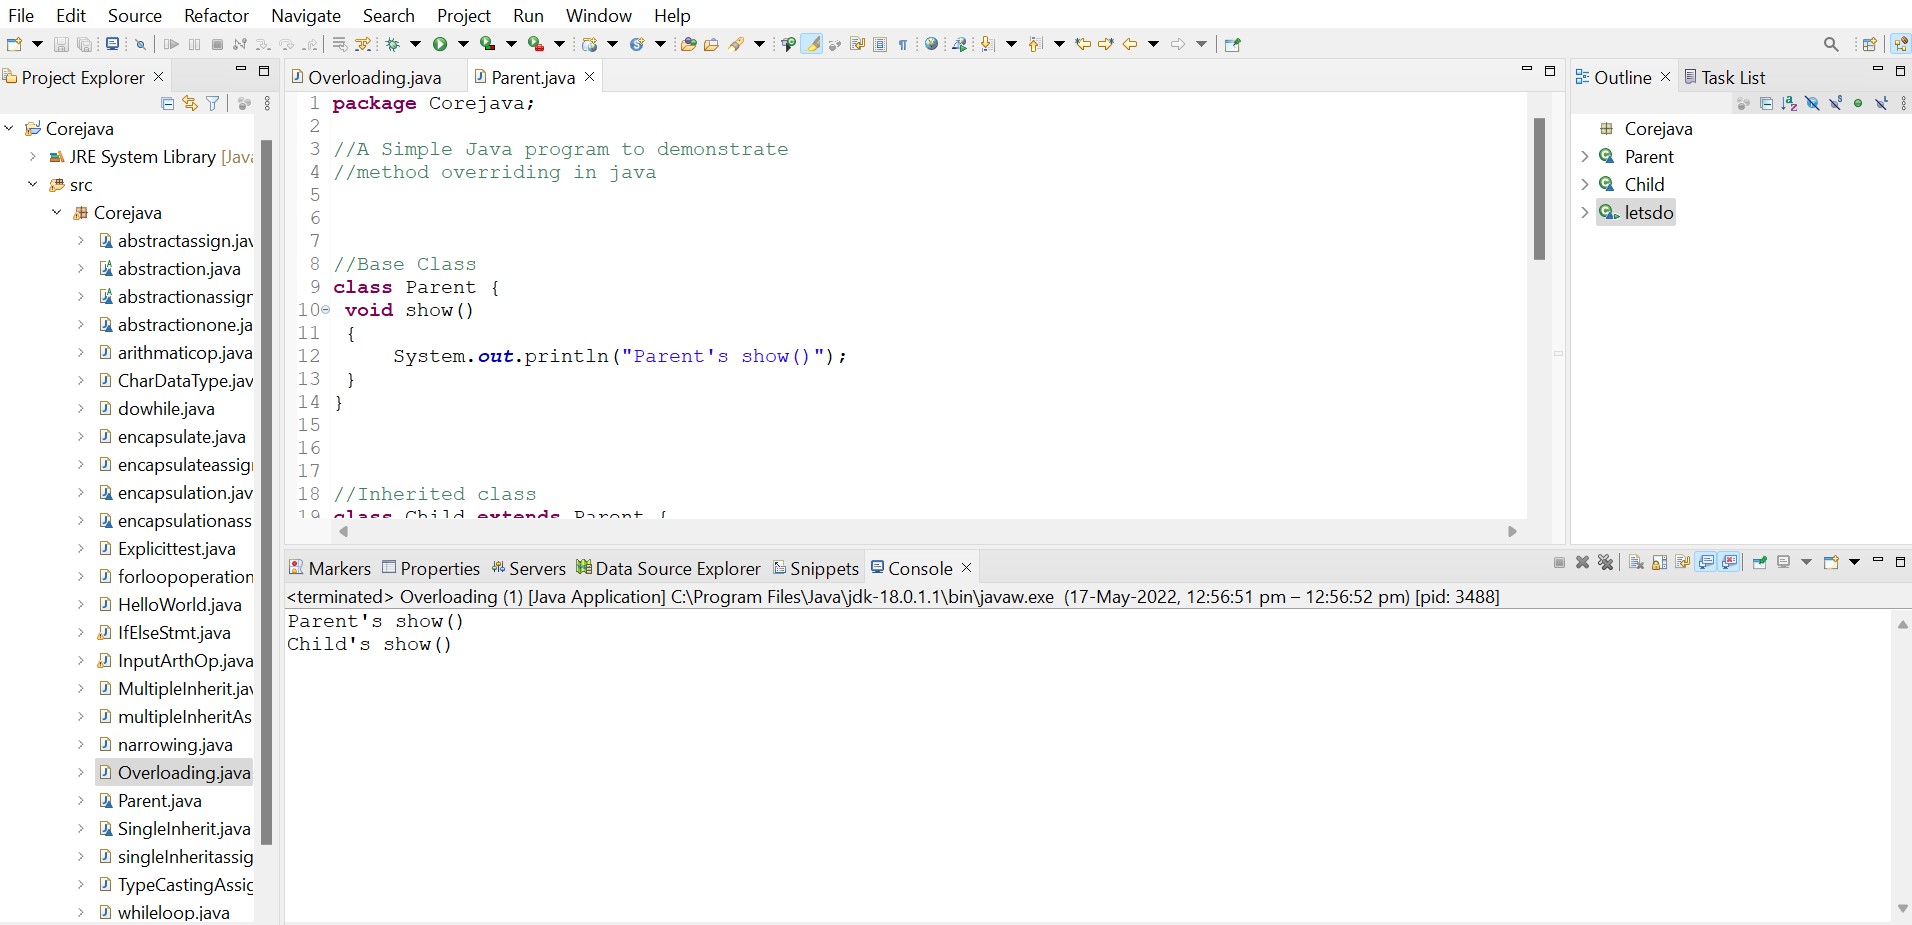 File Edit Source Refactor Navigate Search Project Run Window Help
Project Explorer
Corejava
JRE System Library [Java
src
Corejava
abstractassign.jav
abstraction.java
abstractionassign
abstractionone.ja
arithmaticop.java
CharDataType.jav
dowhile.java
encapsulate.java
encapsulateassig
encapsulation.jav
encapsulationass
Explicittest.java
forloopoperation
HelloWorld.java
IfElseStmt.java
InputArthOp.java
MultipleInherit.jav
multipleInheritAs
narrowing.java
Overloading.java
Parent.java
SingleInherit.java
singleInheritassig
TypeCastingAssig
whileloop.java
Overloading.java Parent.java
1 package Corejava;
2
3 //A Simple Java program to demonstrate
4 //method overriding in java
5
6
7
8 //Base Class
9 class Parent {
10 void show()
11 {
12 System.out.println("Parent's show()");
13 }
14 }
15
16
17
18 //Inherited class
19 class Child extends Parent {
Outline Task List
Corejava
Parent
Child
letsdo
Markers Properties Servers Data Source Explorer Snippets Console
<terminated> Overloading (1) [Java Application] C:\Program Files\Java\jdk-18.0.1.1\bin\javaw.exe (17-May-2022, 12:56:51 pm – 12:56:52 pm) [pid: 3488]
Parent's show()
Child's show()